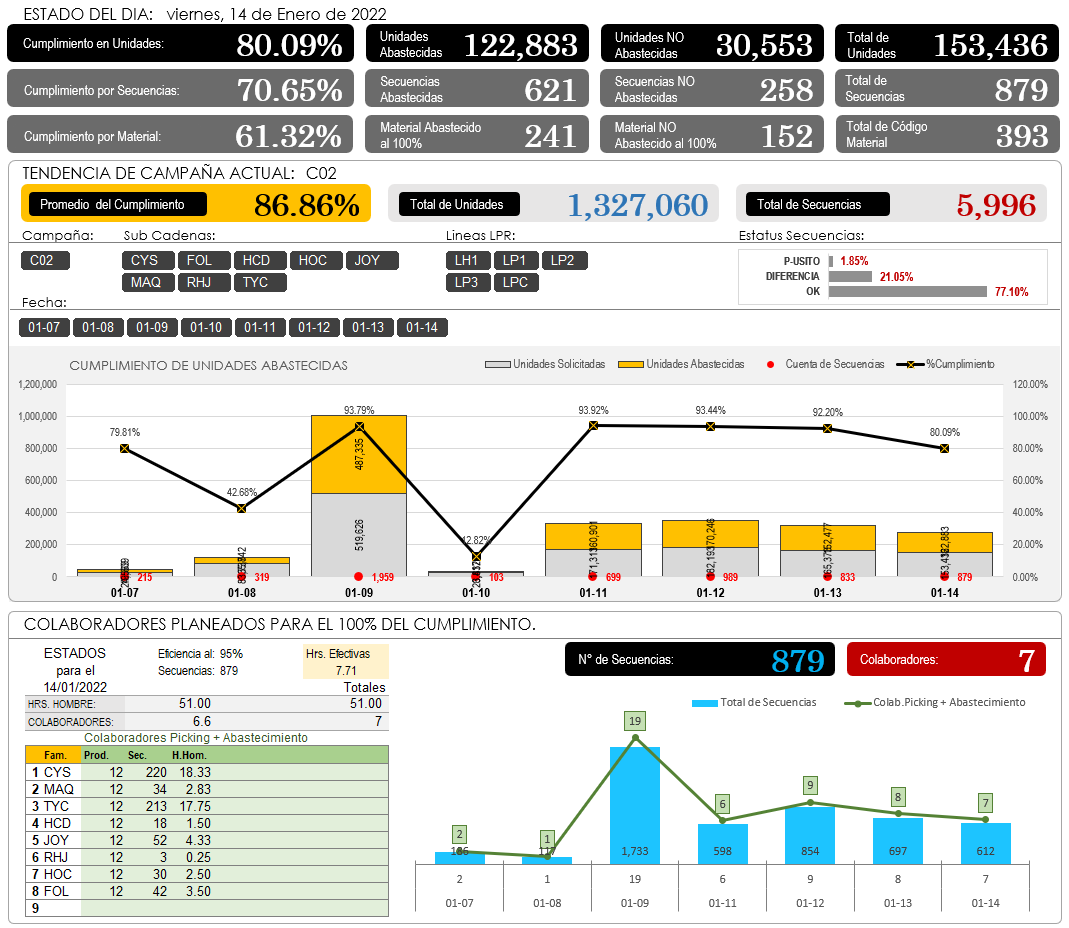 ESTADO DEL DIA: viernes, 14 de Enero de 2022
Cumplimiento en Unidades: 80.09%
Unidades Abastecidas 122,883
Unidades NO Abastecidas 30,553
Total de Unidades 153,436
Cumplimiento por Secuencias: 70.65%
Secuencias Abastecidas 621
Secuencias NO Abastecidas 258
Total de Secuencias 879
Cumplimiento por Material: 61.32%
Material Abastecido al 100% 241
Material NO Abastecido al 100% 152
Total de Código Material 393
TENDENCIA DE CAMPAÑA ACTUAL: C02
Promedio del Cumplimiento 86.86%
Total de Unidades 1,327,060
Total de Secuencias 5,996
Campaña: Sub Cadenas: Lineas LPR: Estatus Secuencias:
C02 CYS FOL HCD HOC JOY LH1 LP1 LP2
MAQ RHJ TYC LP3 LPC
P-USITO 1.85%
DIFERENCIA 21.05%
OK 77.10%
Fecha:
01-07 01-08 01-09 01-10 01-11 01-12 01-13 01-14
CUMPLIMIENTO DE UNIDADES ABASTECIDAS
Unidades Solicitadas Unidades Abastecidas Cuenta de Secuencias %Cumplimiento
1,200,000 120.00%
1,000,000 100.00%
800,000 80.00%
600,000 60.00%
400,000 40.00%
200,000 20.00%
0 0.00%
79.81% 42.68% 93.79% 12.82% 93.92% 93.44% 92.20% 80.09%
487,335
519,626
215 319 1,959 103 699 989 833 879
01-07 01-08 01-09 01-10 01-11 01-12 01-13 01-14
COLABORADORES PLANEADOS PARA EL 100% DEL CUMPLIMIENTO.
ESTADOS para el 14/01/2022
Eficiencia al: 95%
Secuencias: 879
Hrs. Efectivas
7.71
Totales
HRS. HOMBRE: 51.00 51.00
COLABORADORES: 6.6 7
Colaboradores Picking + Abastecimiento
Fam. Prod. Sec. H.Hom.
1 CYS 12 220 18.33
2 MAQ 12 34 2.83
3 TYC 12 213 17.75
4 HCD 12 18 1.50
5 JOY 12 52 4.33
6 RHJ 12 3 0.25
7 HOC 12 30 2.50
8 FOL 12 42 3.50
9
N° de Secuencias: 879
Colaboradores: 7
Total de Secuencias Colab.Picking + Abastecimiento
2 1 19 6 9 8 7
1,733 598 854 697 612
2 1 19 6 9 8 7
01-07 01-08 01-09 01-11 01-12 01-13 01-14